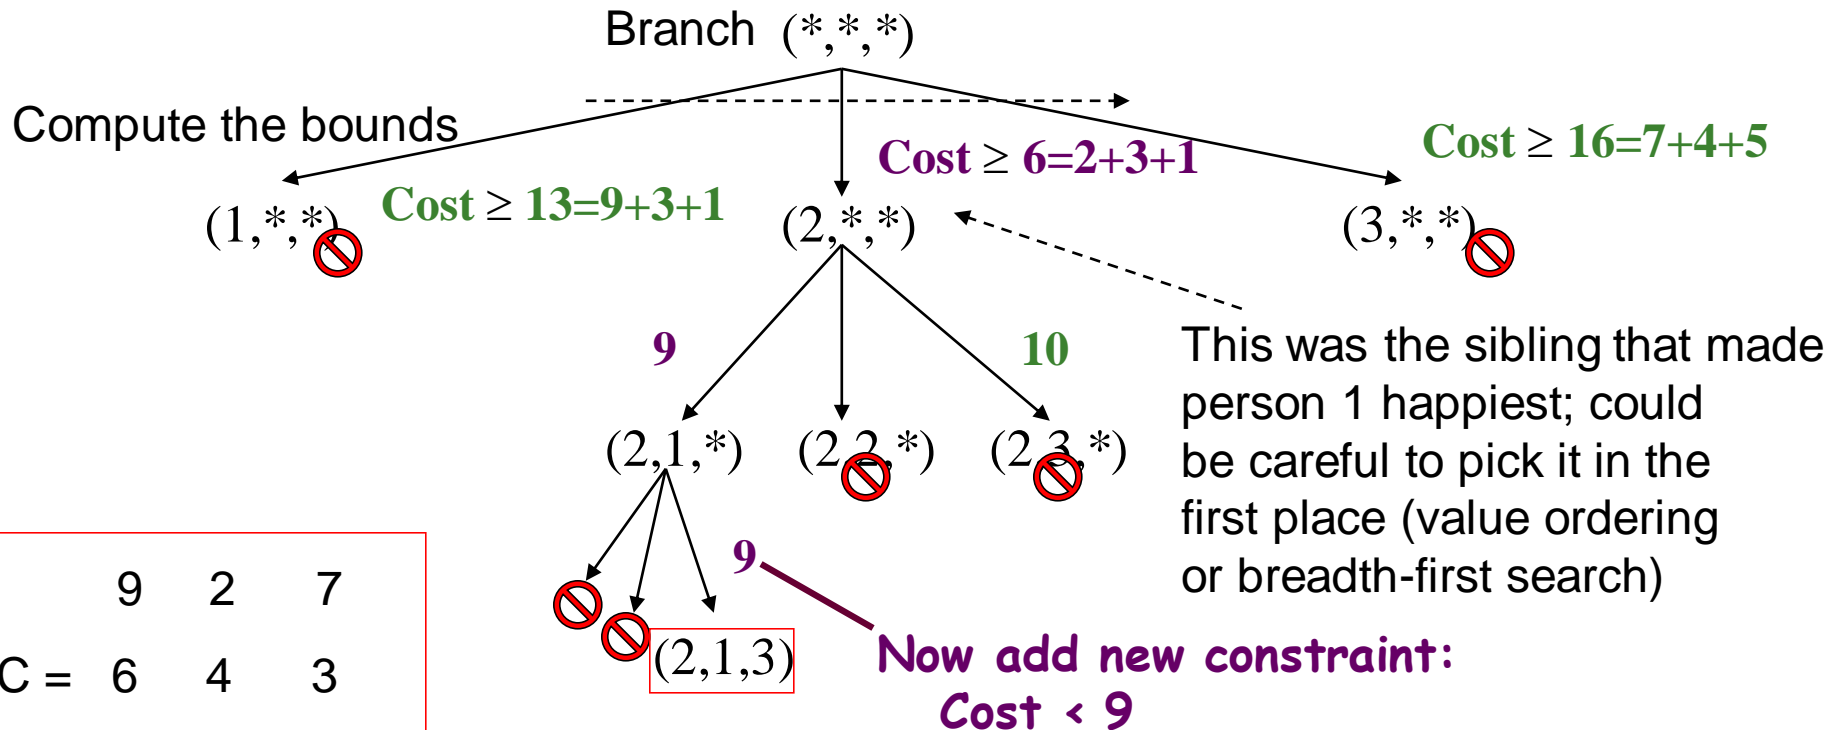 Branch (*,*,*)
Compute the bounds
Cost ≥ 13=9+3+1
Cost ≥ 6=2+3+1
Cost ≥ 16=7+4+5
(1,*,*)
(2,*,*)
(3,*,*)
9
10
This was the sibling that made
person 1 happiest; could
be careful to pick it in the
first place (value ordering
or breadth-first search)
(2,1,*)
(2,2,*)
(2,3,*)
9
(2,1,3)
Now add new constraint:
Cost < 9
9 2 7
C = 6 4 3